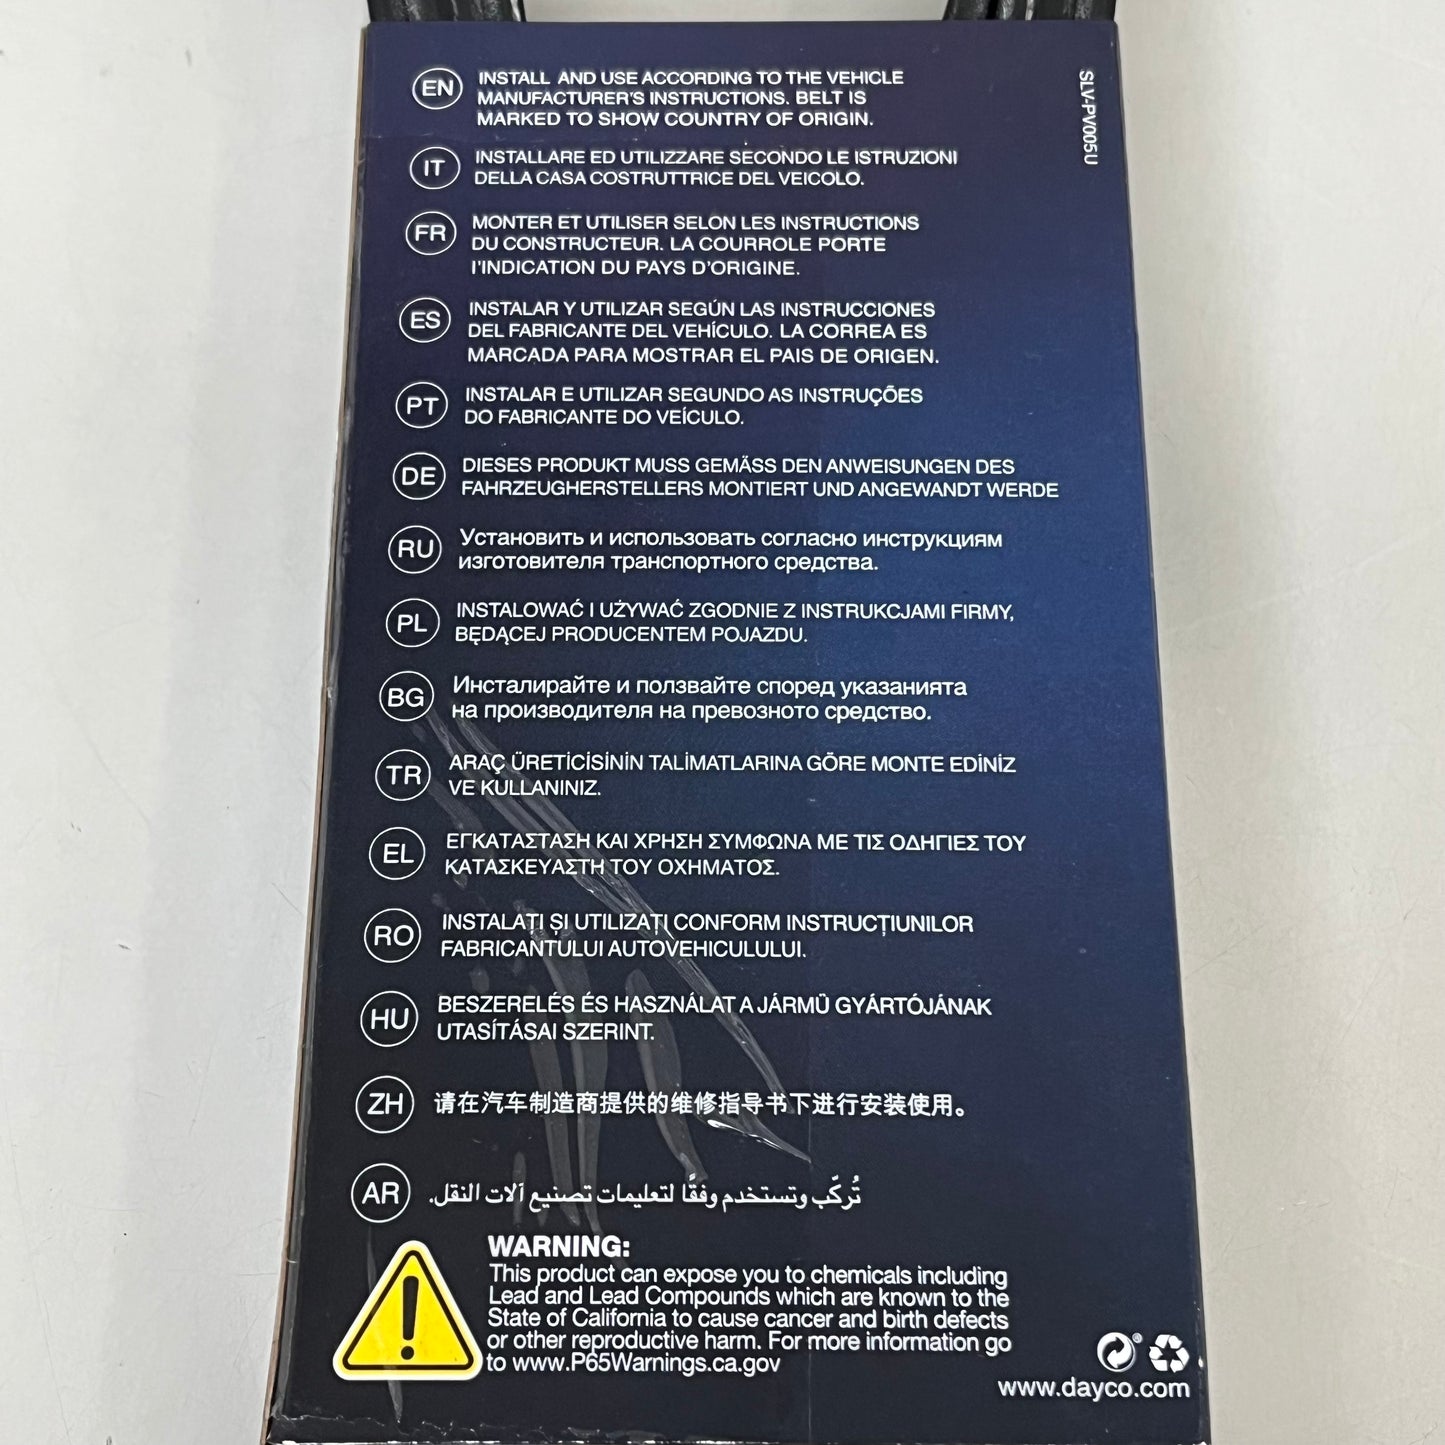 EN
INSTALL AND USE ACCORDING TO THE VEHICLE
MANUFACTURER'S INSTRUCTIONS. BELT IS
MARKED TO SHOW COUNTRY OF ORIGIN.
SLV-PV005U
IT
INSTALLARE ED UTILIZZARE SECONDO LE ISTRUZIONI
DELLA CASA COSTRUTTRICE DEL VEICOLO.
FR
MONTER ET UTILISER SELON LES INSTRUCTIONS
DU CONSTRUCTEUR. LA COURROLE PORTE
l'INDICATION DU PAYS D'ORIGINE.
ES
INSTALAR Y UTILIZAR SEGÚN LAS INSTRUCCIONES
DEL FABRICANTE DEL VEHÍCULO. LA CORREA ES
MARCADA PARA MOSTRAR EL PAIS DE ORIGEN.
PT
INSTALAR E UTILIZAR SEGUNDO AS INSTRUÇÕES
DO FABRICANTE DO VEÍCULO.
DE
DIESES PRODUKT MUSS GEMÄSS DEN ANWEISUNGEN DES
FAHRZEUGHERSTELLERS MONTIERT UND ANGEWANDT WERDE
RU
Установить и использовать согласно инструкциям
изготовителя транспортного средства.
PL
INSTALOWAĆ I UŻYWAĆ ZGODNIE Z INSTRUKCJAMI FIRMY,
BĘDĄCEJ PRODUCENTEM POJAZDU.
BG
Инсталирайте и ползвайте според указанията
на производителя на превозното средство.
TR
ARAÇ ÜRETİCİSİNİN TALİMATLARINA GÖRE MONTE EDİNİZ
VE KULLANINIZ.
EL
ΕΓΚΑΤΑΣΤΑΣΗ ΚΑΙ ΧΡΗΣΗ ΣΥΜΦΩΝΑ ΜΕ ΤΙΣ ΟΔΗΓΙΕΣ ΤΟΥ
ΚΑΤΑΣΚΕΥΑΣΤΗ ΤΟΥ ΟΧΗΜΑΤΟΣ.
RO
INSTALAȚI ȘI UTILIZAȚI CONFORM INSTRUCȚIUNILOR
FABRICANTULUI AUTOVEHICULULUI.
HU
BESZERELÉS ÉS HASZNÁLAT A JÁRMŰ GYÁRTÓJÁNAK
UTASÍTÁSAI SZERINT.
ZH
请在汽车制造商提供的维修指导书下进行安装使用。
AR
تُركّب وتستخدم وفقًا لتعليمات تصنيع آلات النقل.
WARNING:
This product can expose you to chemicals including
Lead and Lead Compounds which are known to the
State of California to cause cancer and birth defects
or other reproductive harm. For more information go
to www.P65Warnings.ca.gov
www.dayco.com